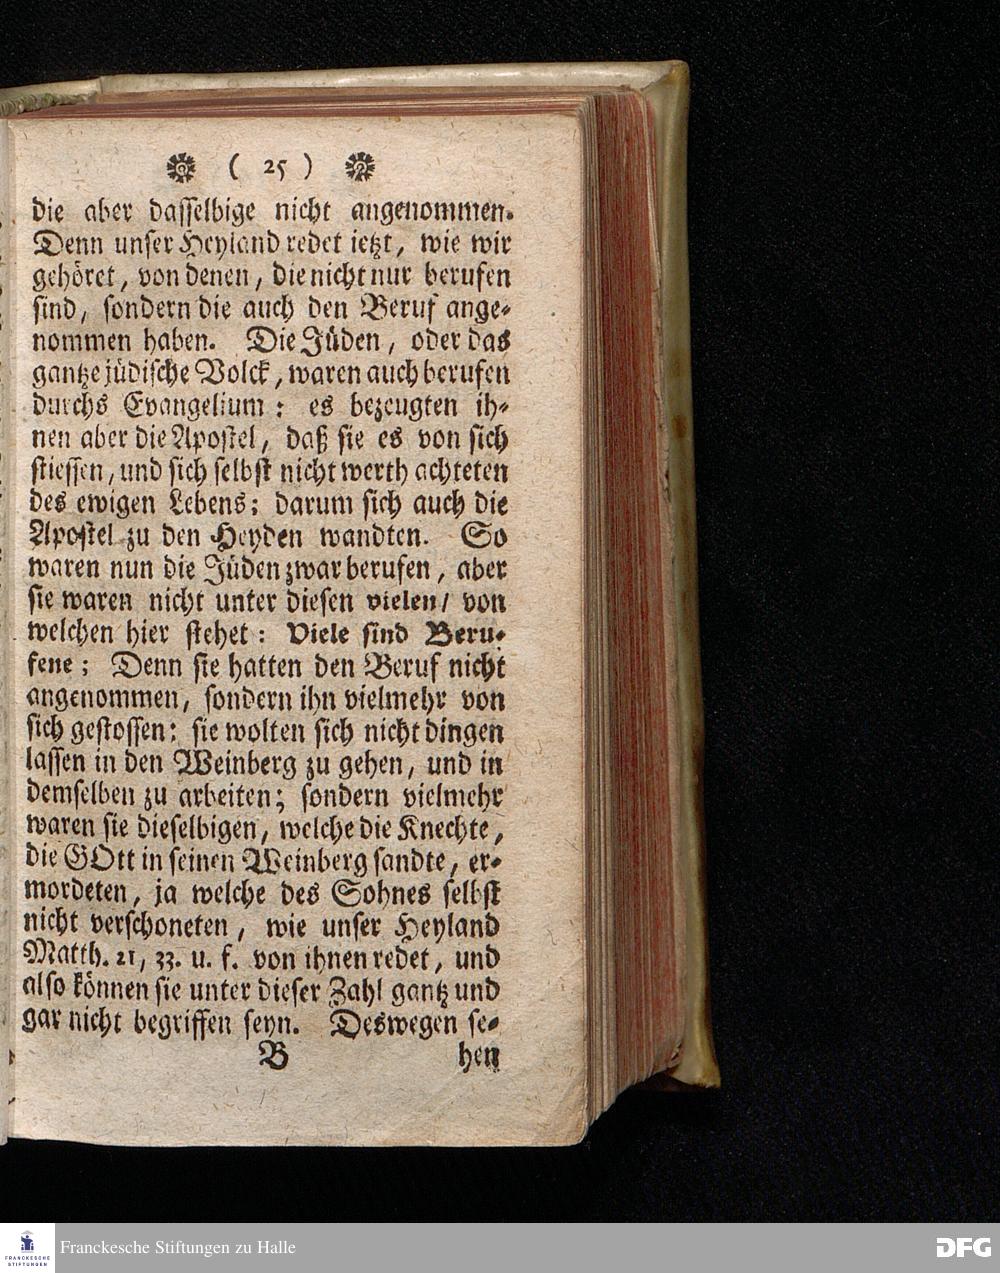 ( 25 )
die aber dasselbige nicht angenommen.
Denn unser Heyland redet ietzt, wie wir
gehöret, von denen, die nicht nur berufen
sind, sondern die auch den Beruf ange-
nommen haben. Die Jüden, oder das
gantze jüdische Volck, waren auch berufen
durchs Evangelium: es bezeugten ih-
nen aber die Apostel, daß sie es von sich
stiessen, und sich selbst nicht werth achteten
des ewigen Lebens; darum sich auch die
Apostel zu den Heyden wandten. So
waren nun die Jüden zwar berufen, aber
sie waren nicht unter diesen vielen/ von
welchen hier stehet: Viele sind Beru-
fene; Denn sie hatten den Beruf nicht
angenommen, sondern ihn vielmehr von
sich gestossen; sie wolten sich nicht dingen
lassen in den Weinberg zu gehen, und in
demselben zu arbeiten; sondern vielmehr
waren sie dieselbigen, welche die Knechte,
die GOtt in seinen Weinberg sandte, er-
mordeten, ja welche des Sohnes selbst
nicht verschoneten, wie unser Heyland
Matth. 21, 33. u. f. von ihnen redet, und
also können sie unter dieser Zahl gantz und
gar nicht begriffen seyn. Deswegen se-
B hen
FRANCKESCHE
STIFTUNGEN
Franckesche Stiftungen zu Halle
DFG